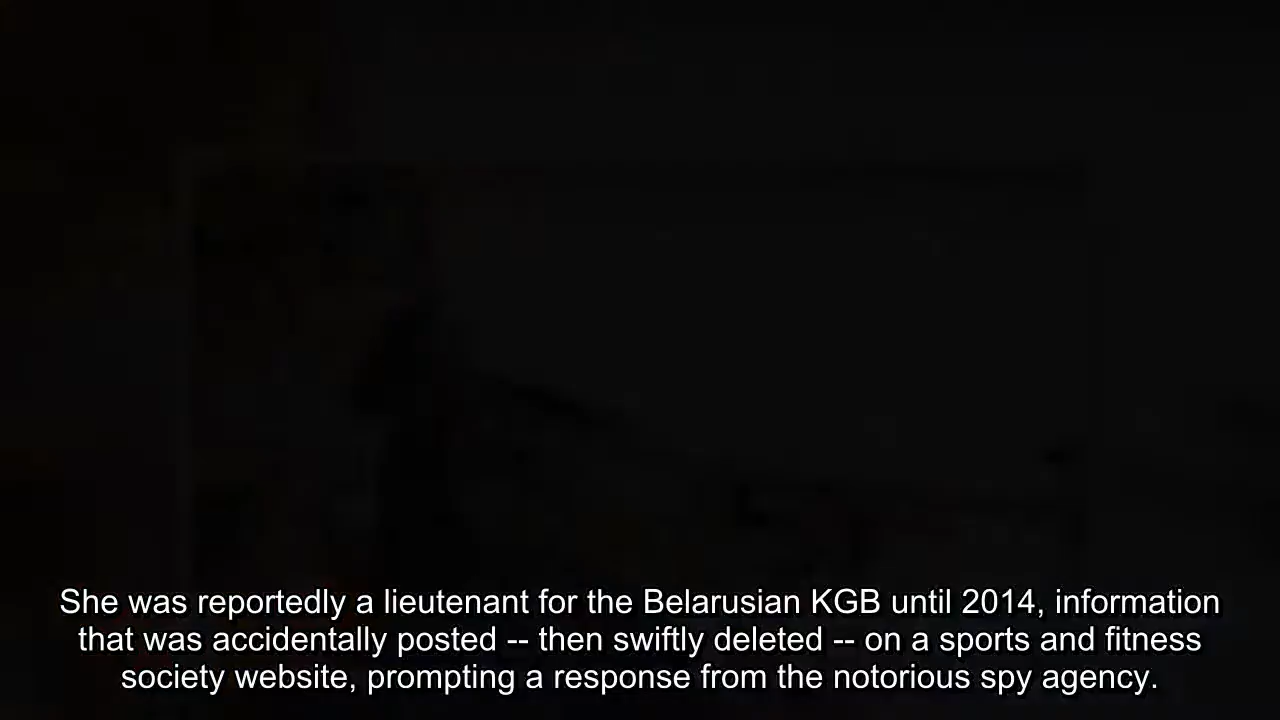 She was reportedly a lieutenant for the Belarusian KGB until 2014, information
that was accidentally posted -- then swiftly deleted -- on a sports and fitness
society website, prompting a response from the notorious spy agency.